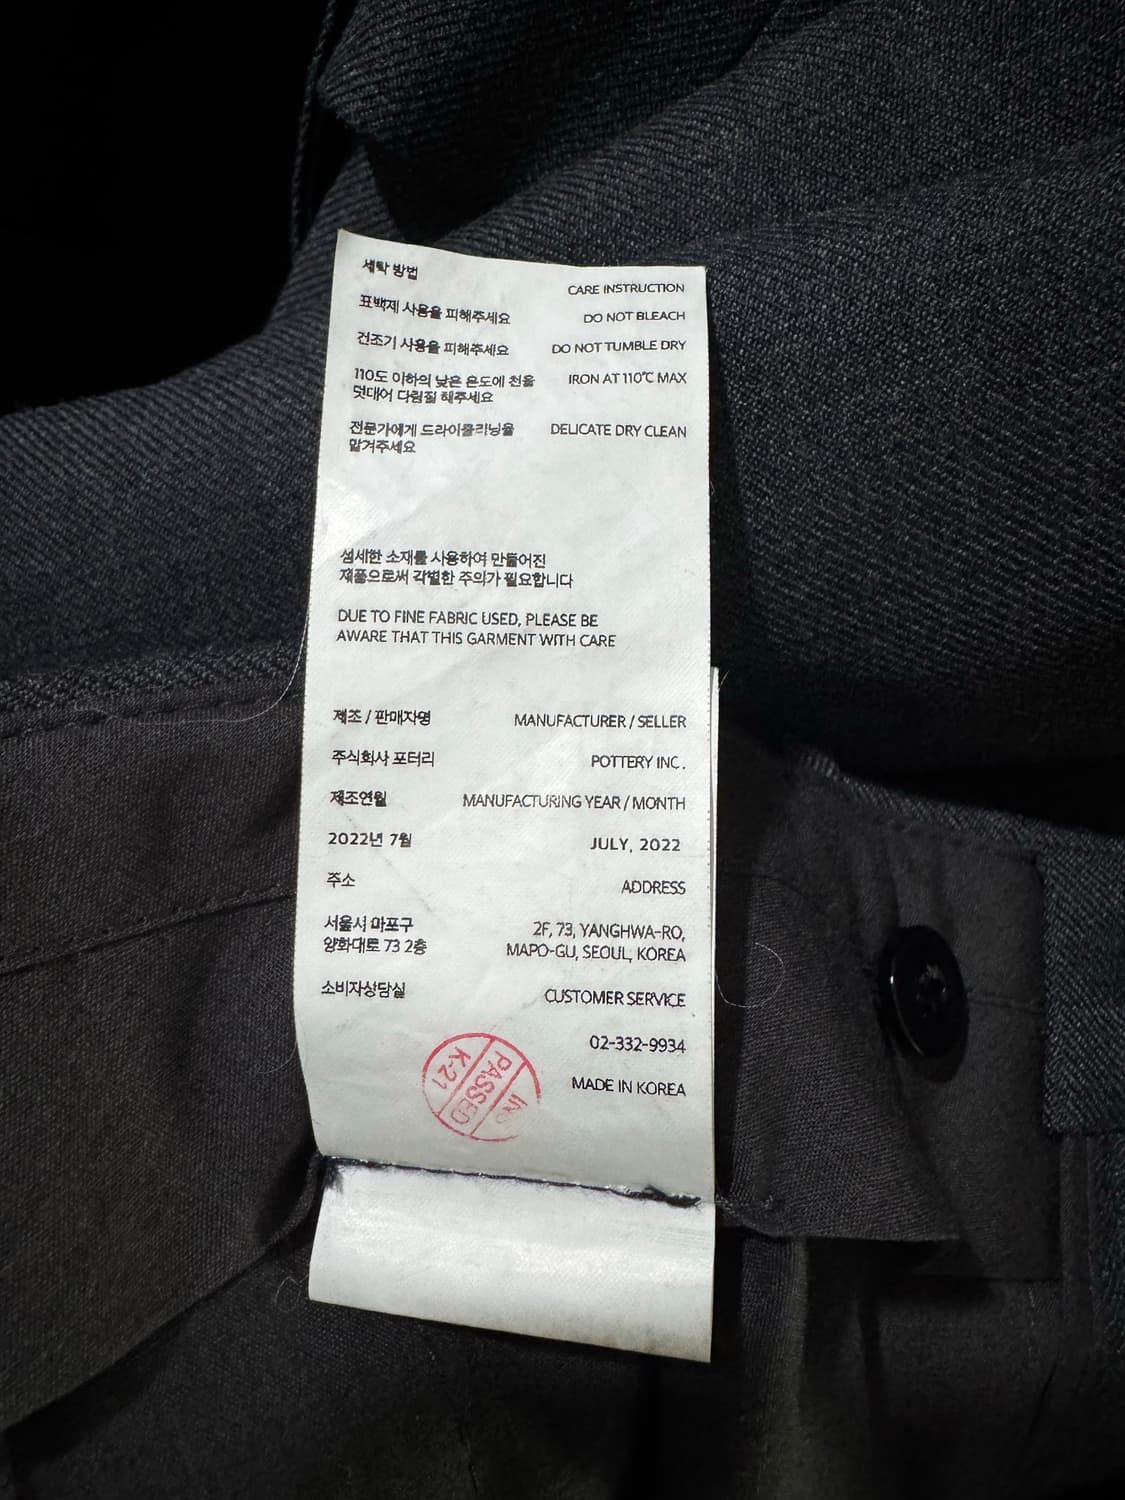 세탁 방법
CARE INSTRUCTION
표백제 사용을 피해주세요
DO NOT BLEACH
건조기 사용을 피해주세요
DO NOT TUMBLE DRY
110도 이하의 낮은 온도에 천을
덧대어 다림질 해주세요
IRON AT 110℃ MAX
전문가에게 드라이클리닝을
맡겨주세요
DELICATE DRY CLEAN
섬세한 소재를 사용하여 만들어진
제품으로써 각별한 주의가 필요합니다
DUE TO FINE FABRIC USED, PLEASE BE
AWARE THAT THIS GARMENT WITH CARE
제조 / 판매자명
MANUFACTURER / SELLER
주식회사 포터리
POTTERY INC.
제조연월
MANUFACTURING YEAR / MONTH
2022년 7월
JULY, 2022
주소
ADDRESS
서울시 마포구
양화대로 73 2층
2F, 73, YANGHWA-RO,
MAPO-GU, SEOUL, KOREA
소비자상담실
CUSTOMER SERVICE
02-332-9934
MADE IN KOREA
INS
PASSED
K-21